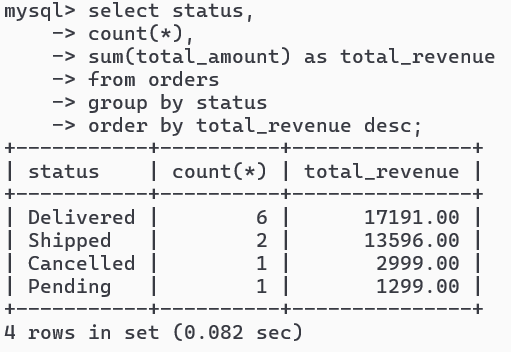 mysql> select status,
    -> count(*),
    -> sum(total_amount) as total_revenue
    -> from orders
    -> group by status
    -> order by total_revenue desc;
+-----------+----------+---------------+
| status    | count(*) | total_revenue |
+-----------+----------+---------------+
| Delivered |        6 |      17191.00 |
| Shipped   |        2 |      13596.00 |
| Cancelled |        1 |       2999.00 |
| Pending   |        1 |       1299.00 |
+-----------+----------+---------------+
4 rows in set (0.082 sec)